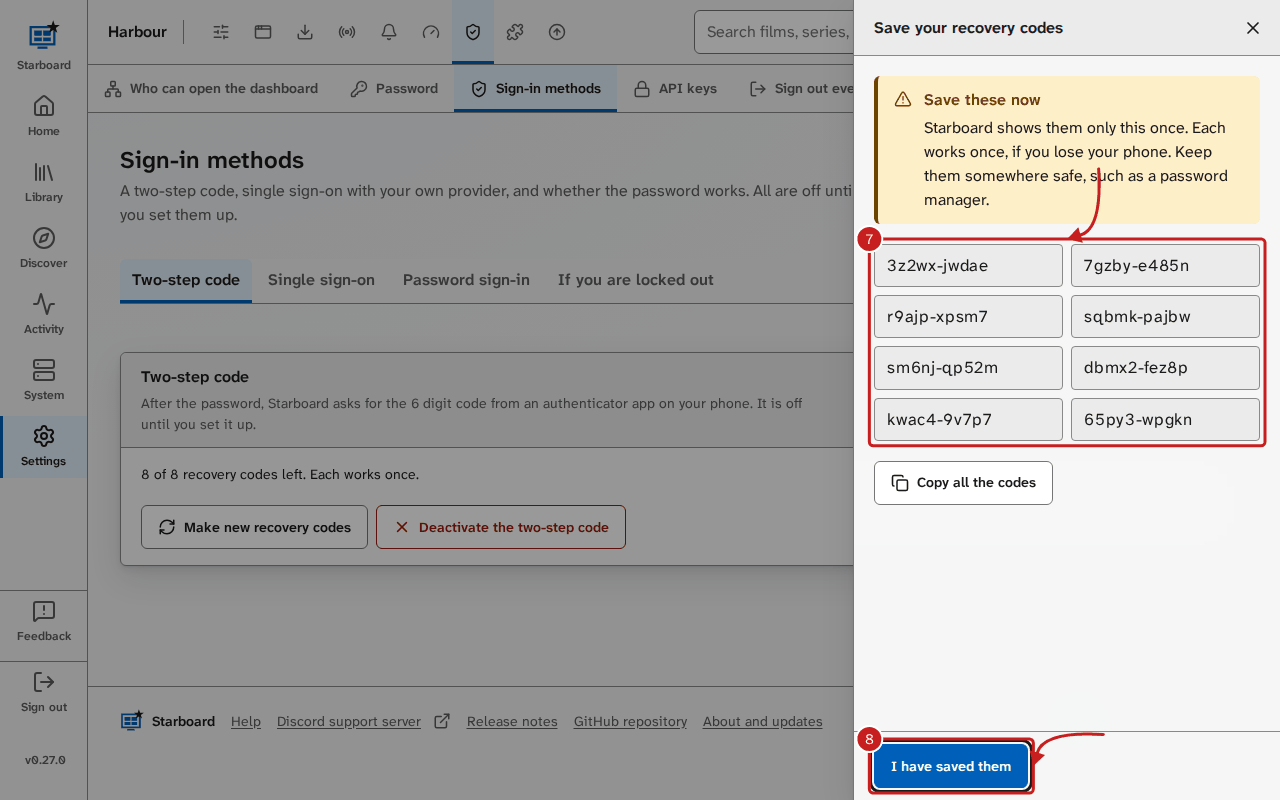 Starboard
Home
Library
Discover
Activity
System
Settings
Feedback
Sign out
v0.27.0
Harbour
Search films, series,
Who can open the dashboard
Password
Sign-in methods
API keys
Sign out eve
Sign-in methods
A two-step code, single sign-on with your own provider, and whether the password works. All are off unti
you set them up.
Two-step code
Single sign-on
Password sign-in
If you are locked out
Two-step code
After the password, Starboard asks for the 6 digit code from an authenticator app on your phone. It is off
until you set it up.
8 of 8 recovery codes left. Each works once.
Make new recovery codes
Deactivate the two-step code
Starboard
Help
Discord support server
Release notes
GitHub repository
About and updates
Save your recovery codes
Save these now
Starboard shows them only this once. Each
works once, if you lose your phone. Keep
them somewhere safe, such as a password
manager.
7
3z2wx-jwdae
7gzby-e485n
r9ajp-xpsm7
sqbmk-pajbw
sm6nj-qp52m
dbmx2-fez8p
kwac4-9v7p7
65py3-wpgkn
Copy all the codes
8
I have saved them